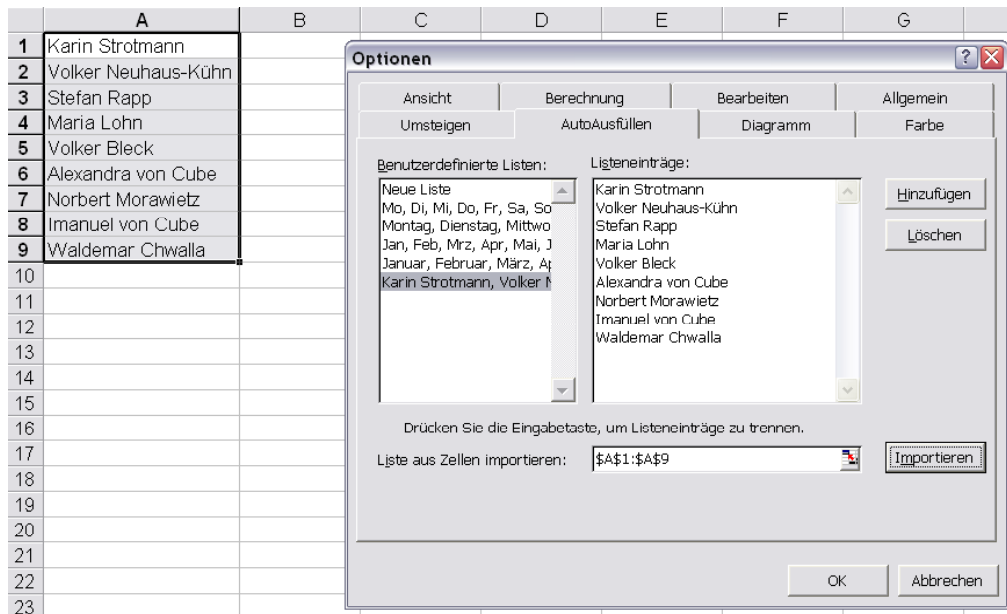 A B C D E F G
1 Karin Strotmann
2 Volker Neuhaus-Kühn
3 Stefan Rapp
4 Maria Lohn
5 Volker Bleck
6 Alexandra von Cube
7 Norbert Morawietz
8 Imanuel von Cube
9 Waldemar Chwalla
10
11
12
13
14
15
16
17
18
19
20
21
22
23
Optionen
Ansicht Berechnung Bearbeiten Allgemein
Umsteigen AutoAusfüllen Diagramm Farbe
Benutzerdefinierte Listen:
Neue Liste
Mo, Di, Mi, Do, Fr, Sa, So
Montag, Dienstag, Mittwo
Jan, Feb, Mrz, Apr, Mai, J
Januar, Februar, März, Ap
Karin Strotmann, Volker N
Listeneinträge:
Karin Strotmann
Volker Neuhaus-Kühn
Stefan Rapp
Maria Lohn
Volker Bleck
Alexandra von Cube
Norbert Morawietz
Imanuel von Cube
Waldemar Chwalla
Hinzufügen
Löschen
Drücken Sie die Eingabetaste, um Listeneinträge zu trennen.
Liste aus Zellen importieren: $A$1:$A$9 Importieren
OK Abbrechen